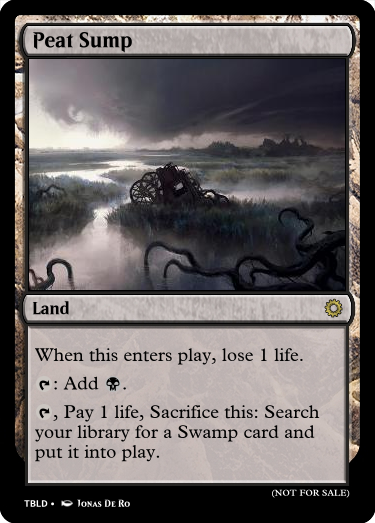 Peat Sump
Land
When this enters play, lose 1 life.
: Add .
, Pay 1 life, Sacrifice this: Search
your library for a Swamp card and
put it into play.
(NOT FOR SALE)
TBLD • Jonas De Ro